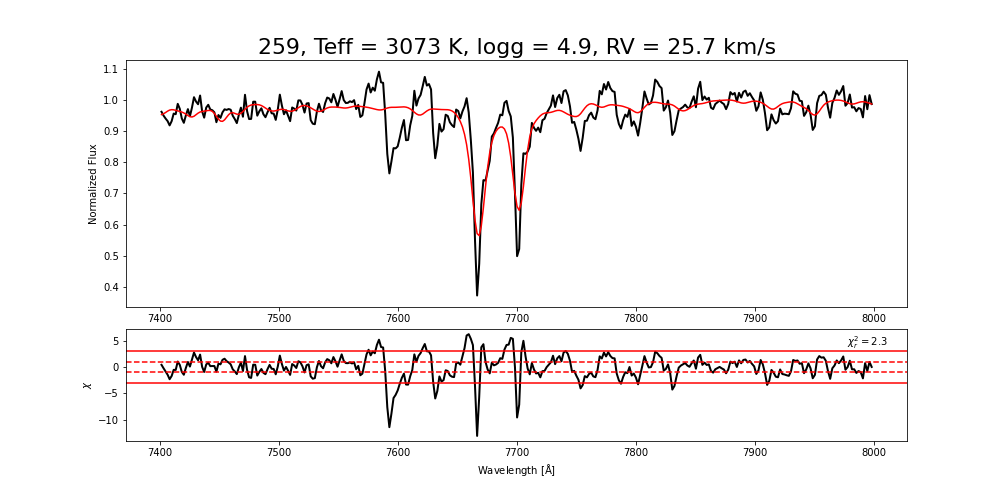 259, Teff = 3073 K, logg = 4.9, RV = 25.7 km/s
1.1
1.0
0.9
0.8
0.7
0.6
0.5
0.4
Normalized Flux
7400 7500 7600 7700 7800 7900 8000
5
0
−5
−10
χ
χ²ᵣ = 2.3
7400 7500 7600 7700 7800 7900 8000
Wavelength [Å]